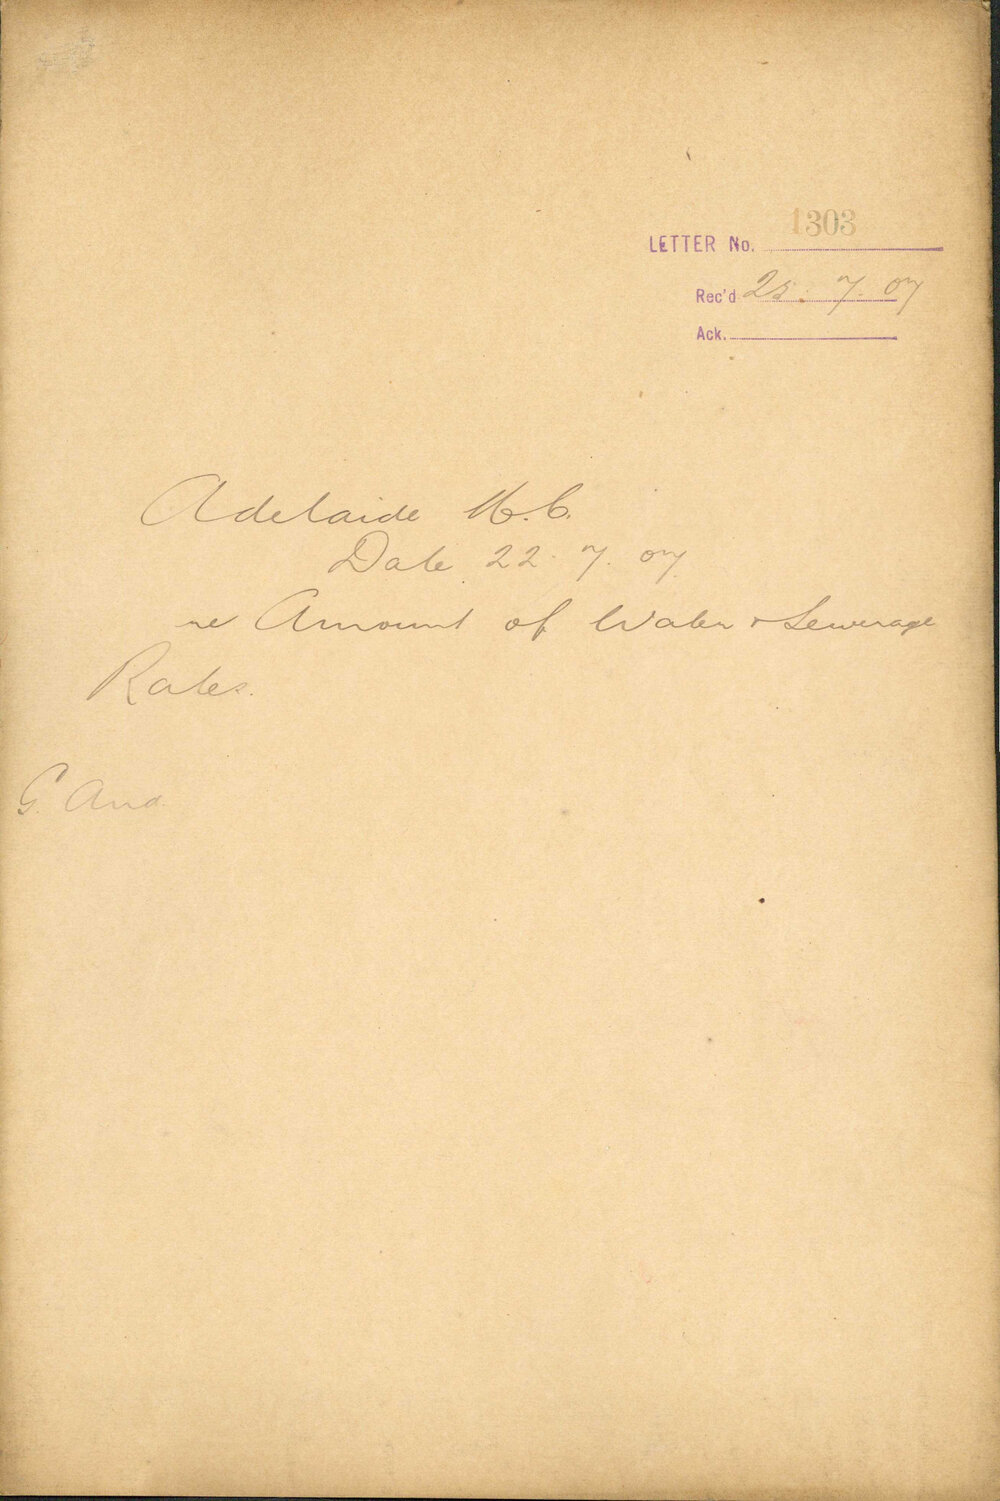 LETTER No. 1303
Rec'd 25. 7. 07
Ack.
Adelaide H.C.
Date 22. 7. 07
re Amount of Water & Sewerage
Rates.
G.